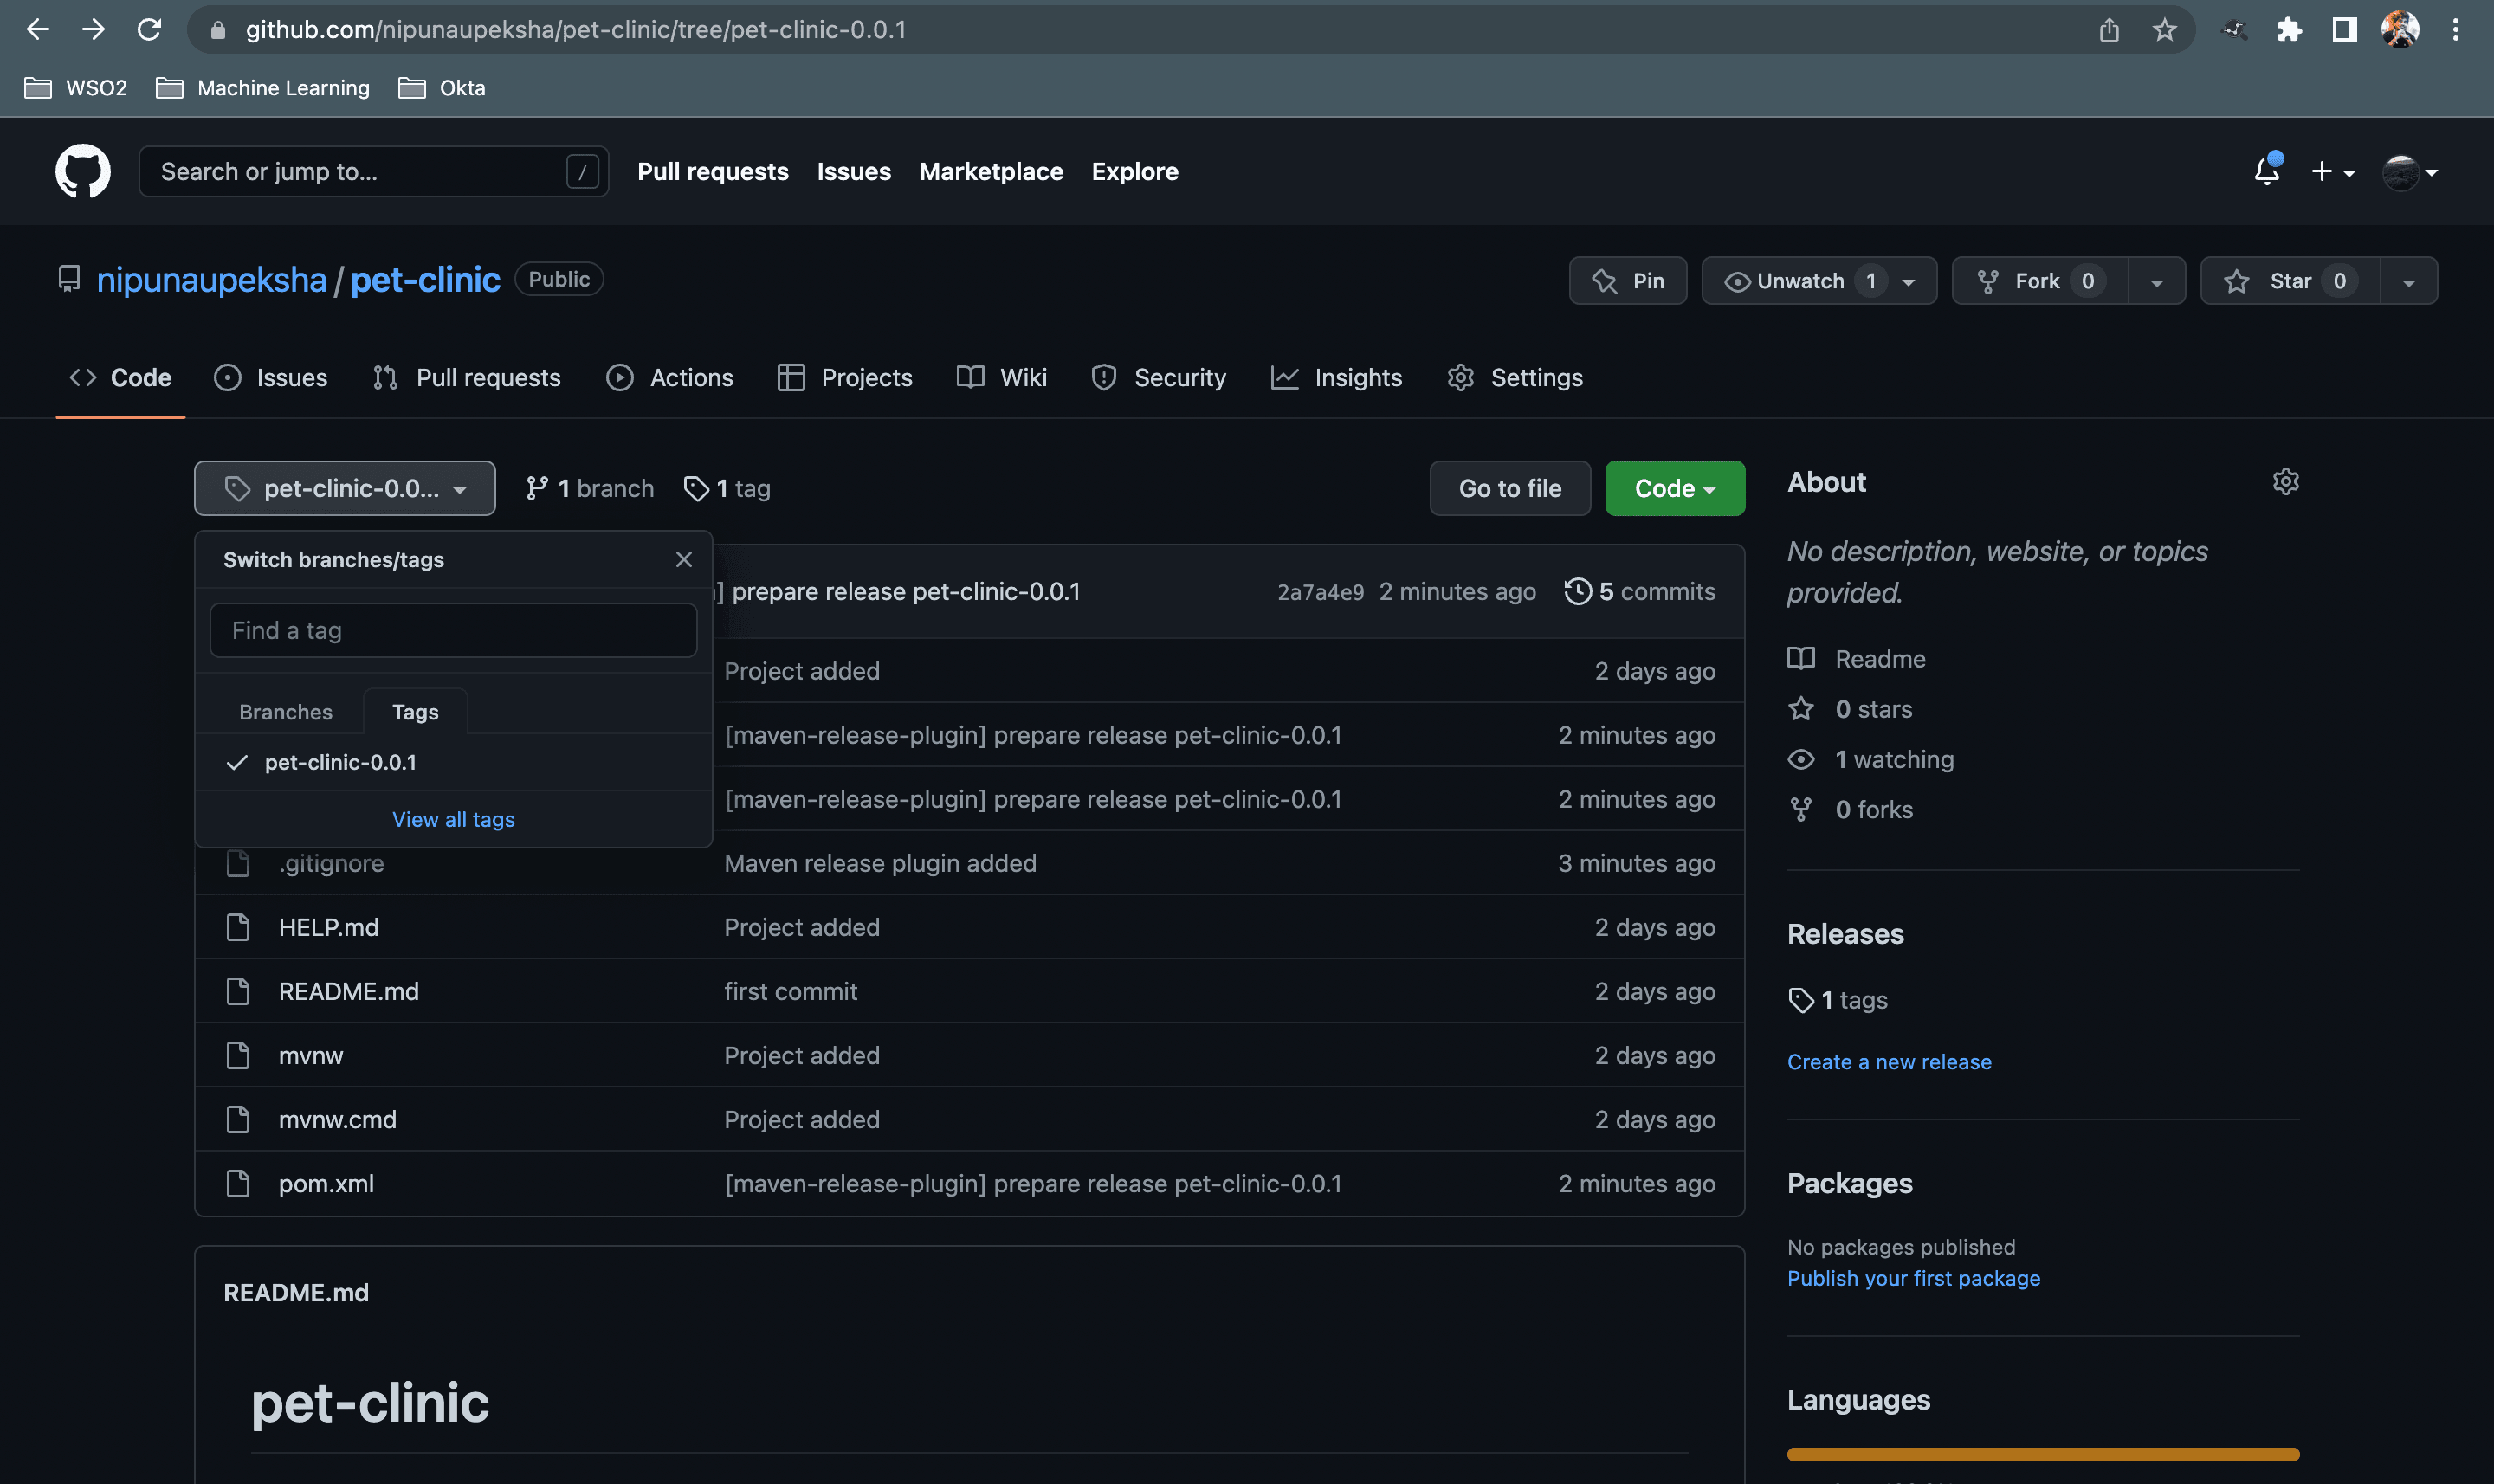 github.com/nipunaupeksha/pet-clinic/tree/pet-clinic-0.0.1
WSO2 Machine Learning Okta
Search or jump to... / Pull requests Issues Marketplace Explore
nipunaupeksha / pet-clinic Public Pin Unwatch 1 Fork 0 Star 0
Code Issues Pull requests Actions Projects Wiki Security Insights Settings
pet-clinic-0.0... 1 branch 1 tag Go to file Code
Switch branches/tags
Find a tag
Branches Tags
pet-clinic-0.0.1
View all tags
] prepare release pet-clinic-0.0.1 2a7a4e9 2 minutes ago 5 commits
Project added 2 days ago
[maven-release-plugin] prepare release pet-clinic-0.0.1 2 minutes ago
[maven-release-plugin] prepare release pet-clinic-0.0.1 2 minutes ago
.gitignore Maven release plugin added 3 minutes ago
HELP.md Project added 2 days ago
README.md first commit 2 days ago
mvnw Project added 2 days ago
mvnw.cmd Project added 2 days ago
pom.xml [maven-release-plugin] prepare release pet-clinic-0.0.1 2 minutes ago
README.md
pet-clinic
About
No description, website, or topics
provided.
Readme
0 stars
1 watching
0 forks
Releases
1 tags
Create a new release
Packages
No packages published
Publish your first package
Languages